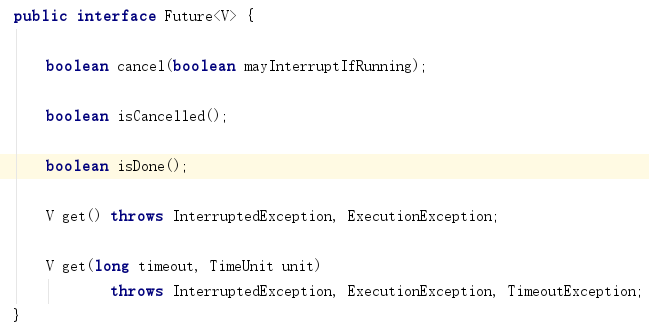 public interface Future<V> {
boolean cancel(boolean mayInterruptIfRunning);
boolean isCancelled();
boolean isDone();
V get() throws InterruptedException, ExecutionException;
V get(long timeout, TimeUnit unit)
throws InterruptedException, ExecutionException, TimeoutException;
}